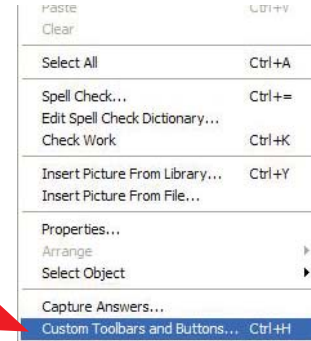 Paste Ctrl+V
Clear
Select All Ctrl+A
Spell Check... Ctrl+=
Edit Spell Check Dictionary...
Check Work Ctrl+K
Insert Picture From Library... Ctrl+Y
Insert Picture From File...
Properties...
Arrange
Select Object
Capture Answers...
Custom Toolbars and Buttons... Ctrl+H